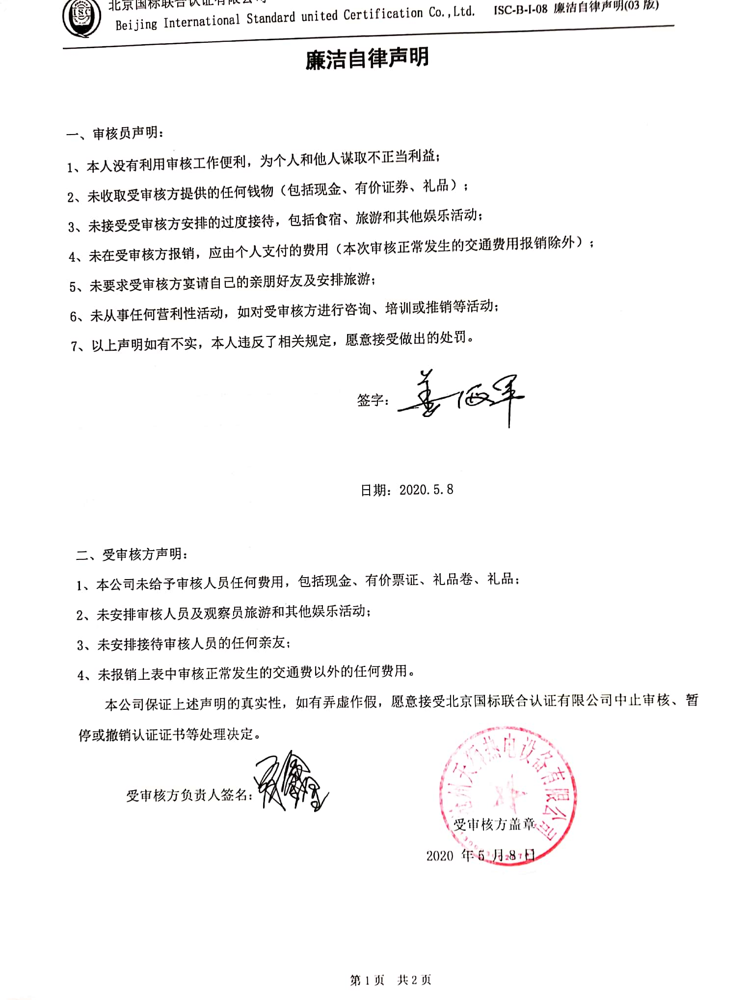 北京国标联合认证有限公司
Beijing International Standard united Certification Co.,Ltd. ISC-B-I-08 廉洁自律声明(03 版)
ISC
廉洁自律声明
一、审核员声明：
1、本人没有利用审核工作便利，为个人和他人谋取不正当利益；
2、未收取受审核方提供的任何钱物（包括现金、有价证券、礼品）；
3、未接受受审核方安排的过度接待，包括食宿、旅游和其他娱乐活动；
4、未在受审核方报销，应由个人支付的费用（本次审核正常发生的交通费用报销除外）；
5、未要求受审核方宴请自己的亲朋好友及安排旅游；
6、未从事任何营利性活动，如对受审核方进行咨询、培训或推销等活动；
7、以上声明如有不实，本人违反了相关规定，愿意接受做出的处罚。
签字：姜海军
日期：2020.5.8
二、受审核方声明：
1、本公司未给予审核人员任何费用，包括现金、有价票证、礼品卷、礼品；
2、未安排审核人员及观察员旅游和其他娱乐活动；
3、未安排接待审核人员的任何亲友；
4、未报销上表中审核正常发生的交通费以外的任何费用。
本公司保证上述声明的真实性，如有弄虚作假，愿意接受北京国标联合认证有限公司中止审核、暂
停或撤销认证证书等处理决定。
热电设备有限公司
受审核方负责人签名：
受审核方盖章
2020 年 5 月 8 日
第 1 页 共 2 页